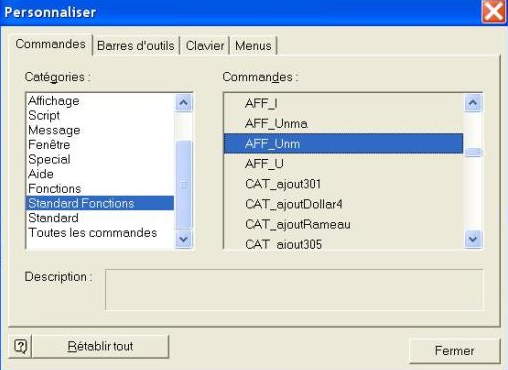 Personnaliser
Commandes Barres d'outils Clavier Menus
Catégories : Commandes :
Affichage
Script
Message
Fenêtre
Special
Aide
Fonctions
Standard Fonctions
Standard
Toutes les commandes
AFF_I
AFF_Unma
AFF_Unm
AFF_U
CAT_ajout301
CAT_ajoutDollar4
CAT_ajoutRameau
CAT_ajout305
Description :
Rétablir tout
Fermer